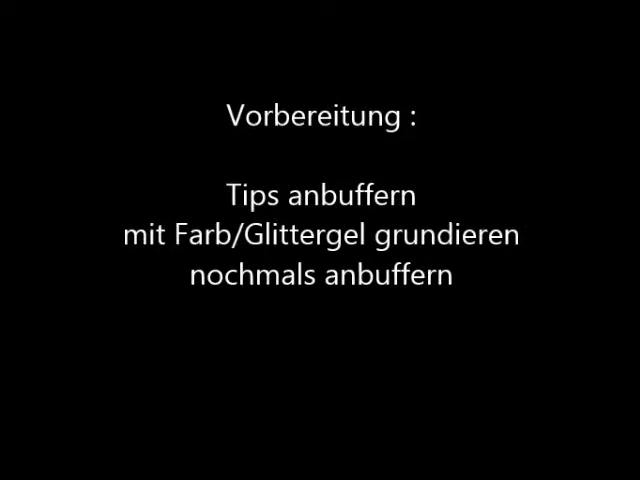 Vorbereitung :
Tips anbuffern
mit Farb/Glittergel grundieren
nochmals anbuffern